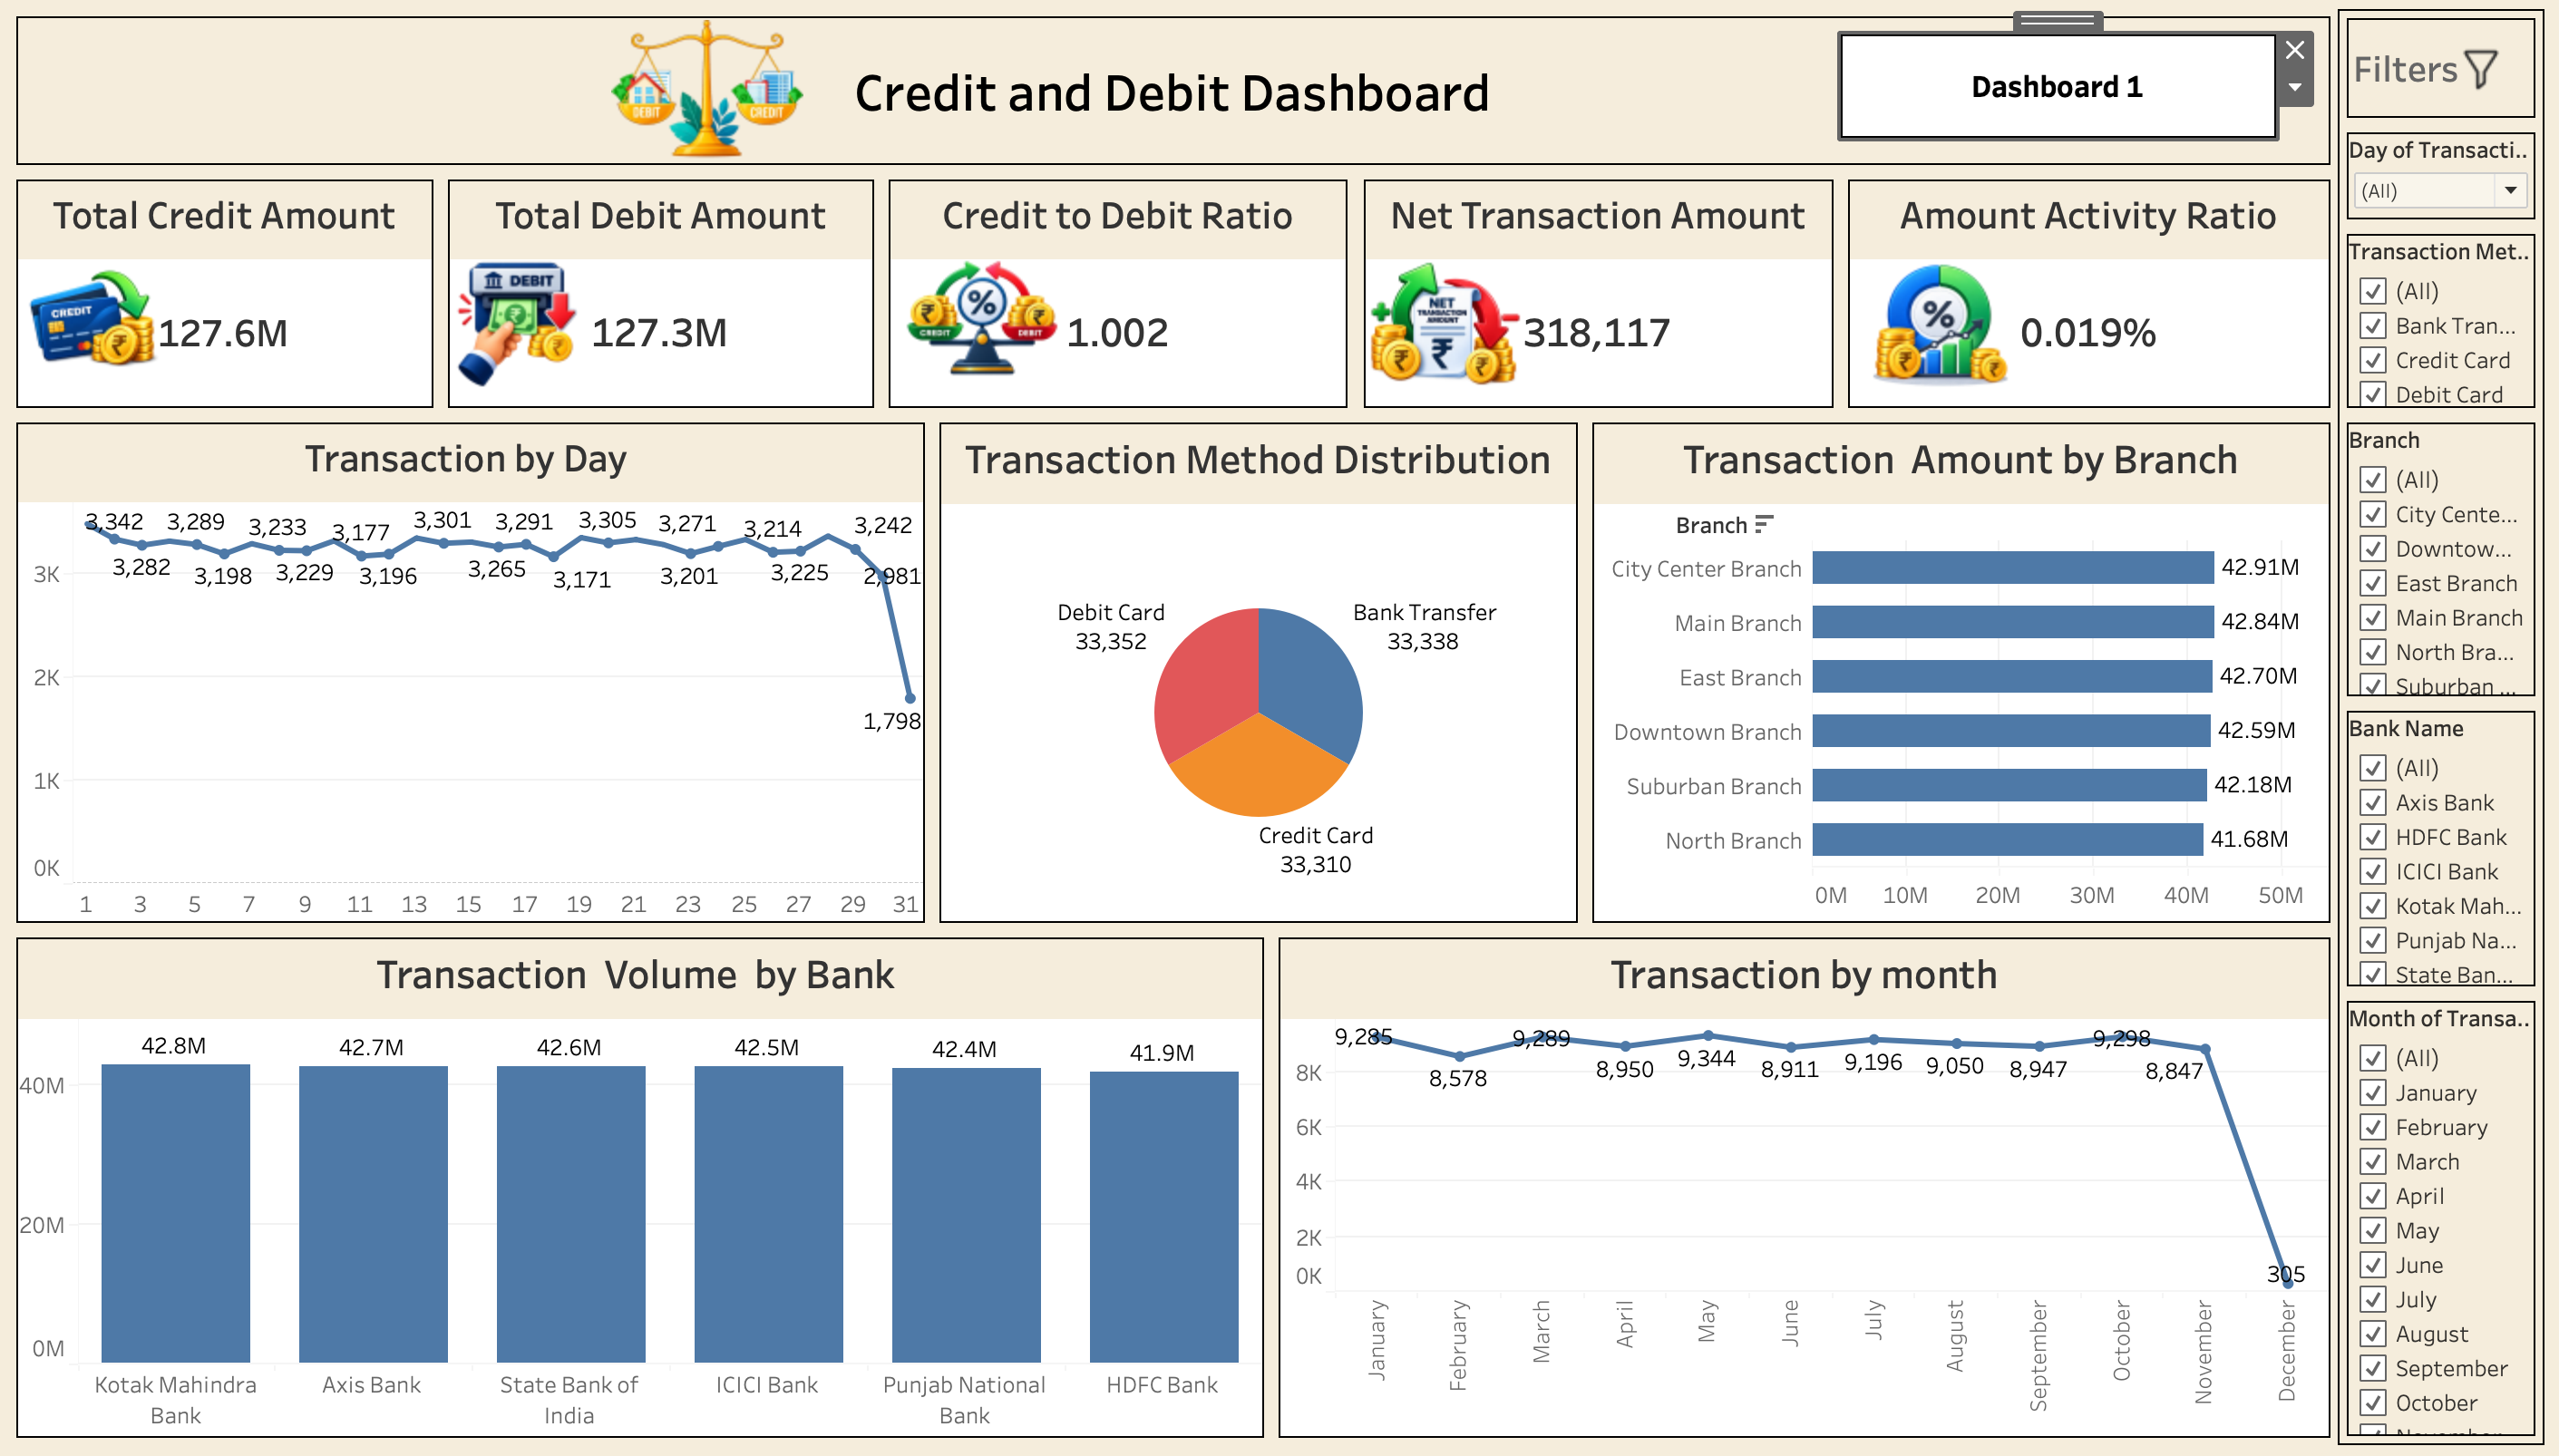 DEBIT
CREDIT
Credit and Debit Dashboard
Dashboard 1
Total Credit Amount
CREDIT
127.6M
Total Debit Amount
DEBIT
127.3M
Credit to Debit Ratio
%
CREDIT
DEBIT
1.002
Net Transaction Amount
NET
TRANSACTION
AMOUNT
₹
318,117
Amount Activity Ratio
%
0.019%
Transaction by Day
3,342
3,289
3,233
3,177
3,301
3,291
3,305
3,271
3,214
3,242
3,282
3,198
3,229
3,196
3,265
3,171
3,201
3,225
2,981
1,798
3K
2K
1K
0K
1 3 5 7 9 11 13 15 17 19 21 23 25 27 29 31
Transaction Method Distribution
Debit Card
33,352
Bank Transfer
33,338
Credit Card
33,310
Transaction Amount by Branch
Branch
City Center Branch 42.91M
Main Branch 42.84M
East Branch 42.70M
Downtown Branch 42.59M
Suburban Branch 42.18M
North Branch 41.68M
0M 10M 20M 30M 40M 50M
Transaction Volume by Bank
42.8M 42.7M 42.6M 42.5M 42.4M 41.9M
40M
20M
0M
Kotak Mahindra
Bank
Axis Bank
State Bank of
India
ICICI Bank
Punjab National
Bank
HDFC Bank
Transaction by month
9,285
8,578
9,289
8,950
9,344
8,911
9,196
9,050
8,947
9,298
8,847
305
8K
6K
4K
2K
0K
January
February
March
April
May
June
July
August
September
October
November
December
Filters
Day of Transacti..
(All)
Transaction Met..
(All)
Bank Tran...
Credit Card
Debit Card
Branch
(All)
City Cente...
Downtow...
East Branch
Main Branch
North Bra...
Suburban ...
Bank Name
(All)
Axis Bank
HDFC Bank
ICICI Bank
Kotak Mah...
Punjab Na...
State Ban...
Month of Transa..
(All)
January
February
March
April
May
June
July
August
September
October